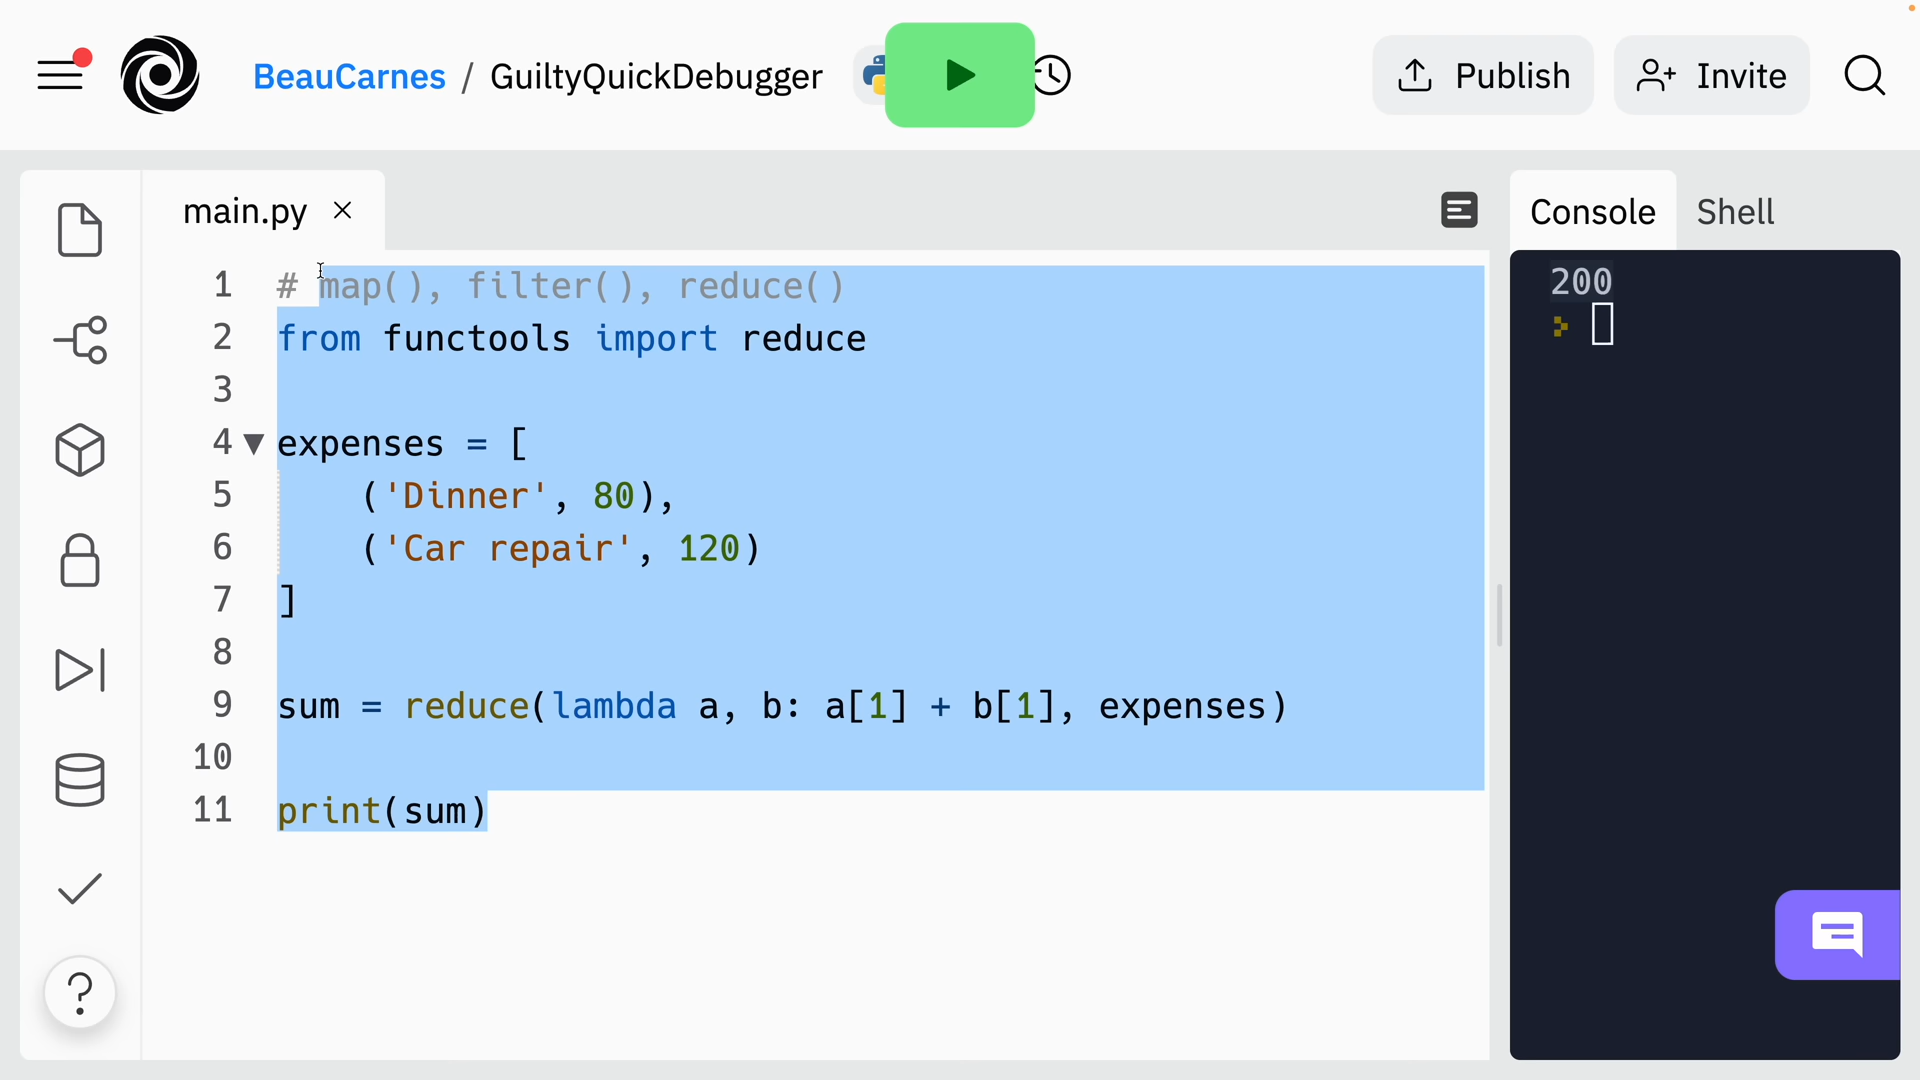 BeauCarnes / GuiltyQuickDebugger
Publish
Invite
main.py
Console
Shell
1 # map(), filter(), reduce()
2 from functools import reduce
3
4 expenses = [
5     ('Dinner', 80),
6     ('Car repair', 120)
7 ]
8
9 sum = reduce(lambda a, b: a[1] + b[1], expenses)
10
11 print(sum)
200
?